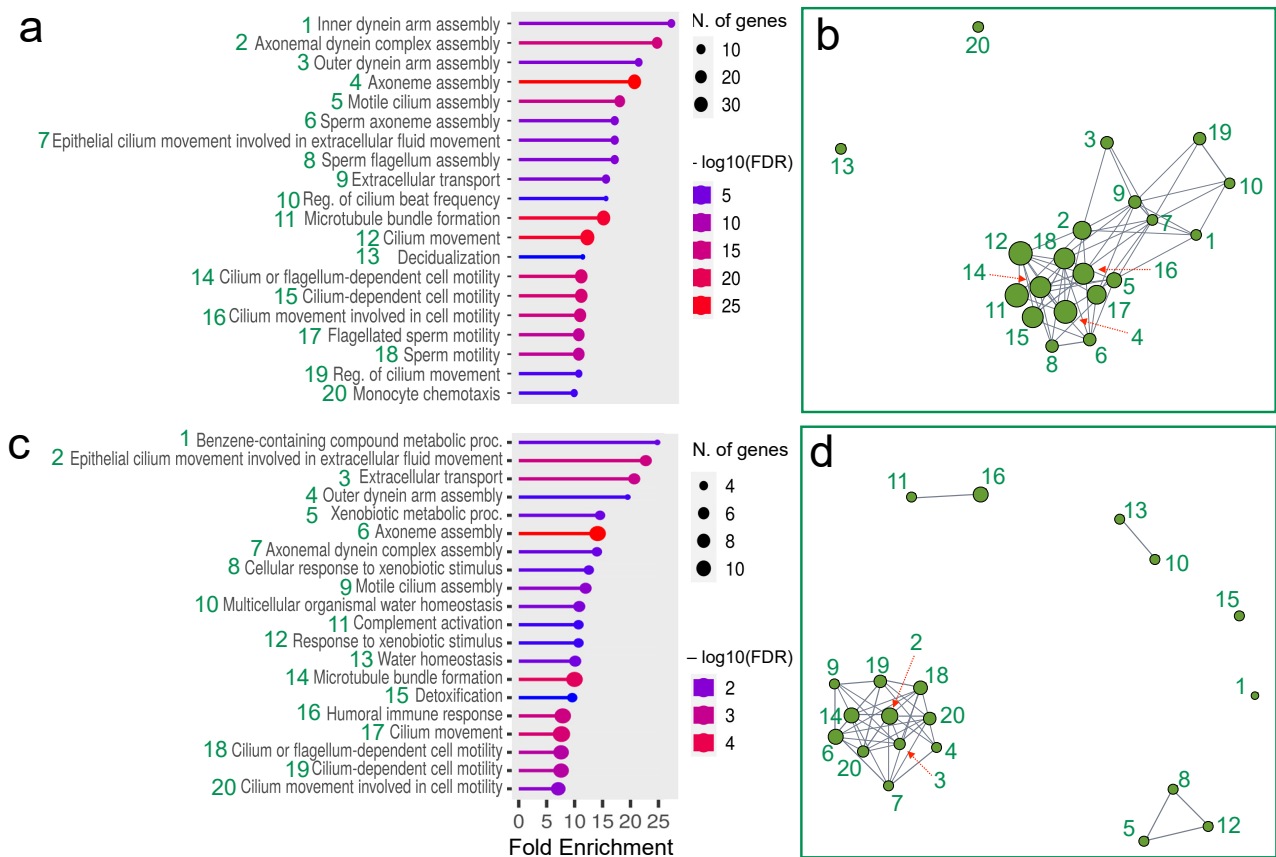 a
1 Inner dynein arm assembly
2 Axonemal dynein complex assembly
3 Outer dynein arm assembly
4 Axoneme assembly
5 Motile cilium assembly
6 Sperm axoneme assembly
7 Epithelial cilium movement involved in extracellular fluid movement
8 Sperm flagellum assembly
9 Extracellular transport
10 Reg. of cilium beat frequency
11 Microtubule bundle formation
12 Cilium movement
13 Decidualization
14 Cilium or flagellum-dependent cell motility
15 Cilium-dependent cell motility
16 Cilium movement involved in cell motility
17 Flagellated sperm motility
18 Sperm motility
19 Reg. of cilium movement
20 Monocyte chemotaxis
N. of genes
10
20
30
- log10(FDR)
5
10
15
20
25
b
20
13
3
19
10
9
7
1
2
12
18
16
14
5
11
17
15
4
8
6
c
1 Benzene-containing compound metabolic proc.
2 Epithelial cilium movement involved in extracellular fluid movement
3 Extracellular transport
4 Outer dynein arm assembly
5 Xenobiotic metabolic proc.
6 Axoneme assembly
7 Axonemal dynein complex assembly
8 Cellular response to xenobiotic stimulus
9 Motile cilium assembly
10 Multicellular organismal water homeostasis
11 Complement activation
12 Response to xenobiotic stimulus
13 Water homeostasis
14 Microtubule bundle formation
15 Detoxification
16 Humoral immune response
17 Cilium movement
18 Cilium or flagellum-dependent cell motility
19 Cilium-dependent cell motility
20 Cilium movement involved in cell motility
0 5 10 15 20 25
Fold Enrichment
N. of genes
4
6
8
10
– log10(FDR)
2
3
4
d
11
16
13
10
15
1
2
9
19
18
14
20
6
20
4
3
7
8
5
12